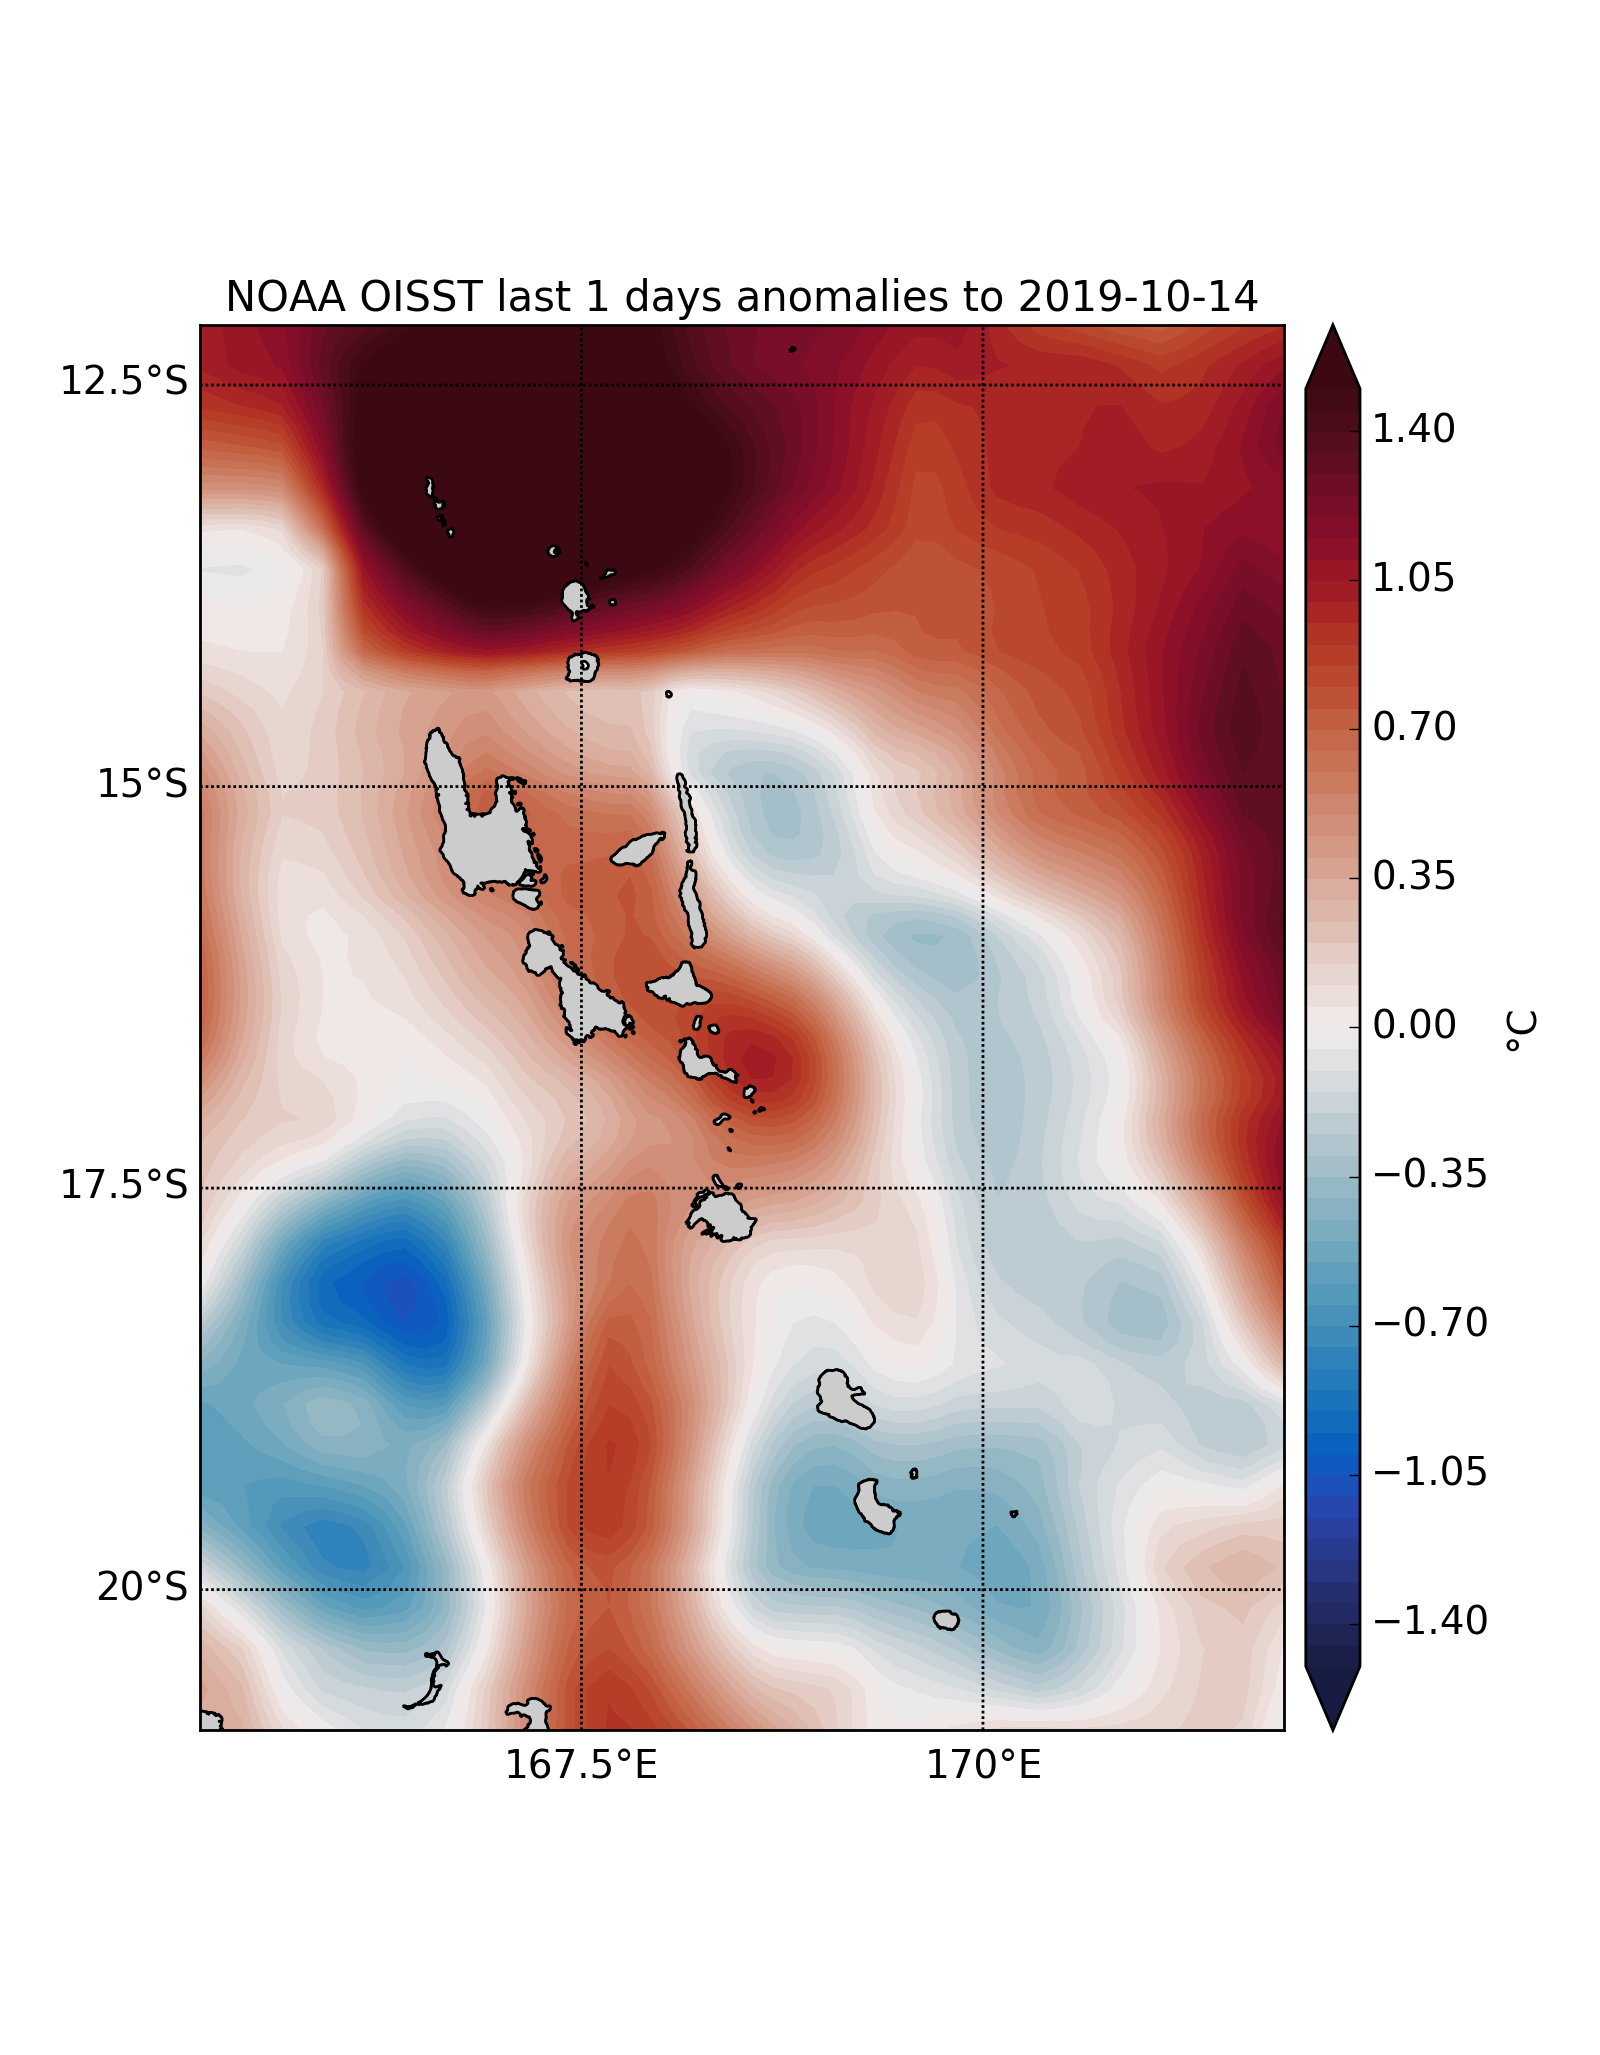 NOAA OISST last 1 days anomalies to 2019-10-14
12.5°S
15°S
17.5°S
20°S
167.5°E
170°E
1.40
1.05
0.70
0.35
0.00
−0.35
−0.70
−1.05
−1.40
°C